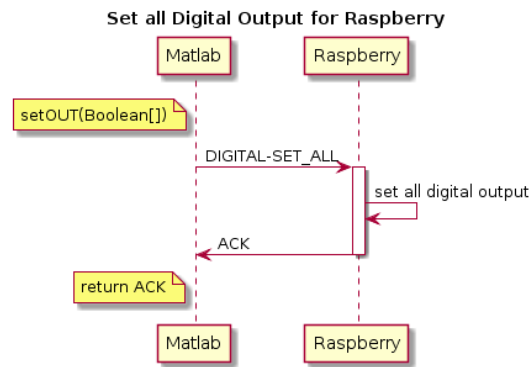 Set all Digital Output for Raspberry
Matlab
Raspberry
setOUT(Boolean[])
DIGITAL-SET_ALL
set all digital output
ACK
return ACK
Matlab
Raspberry